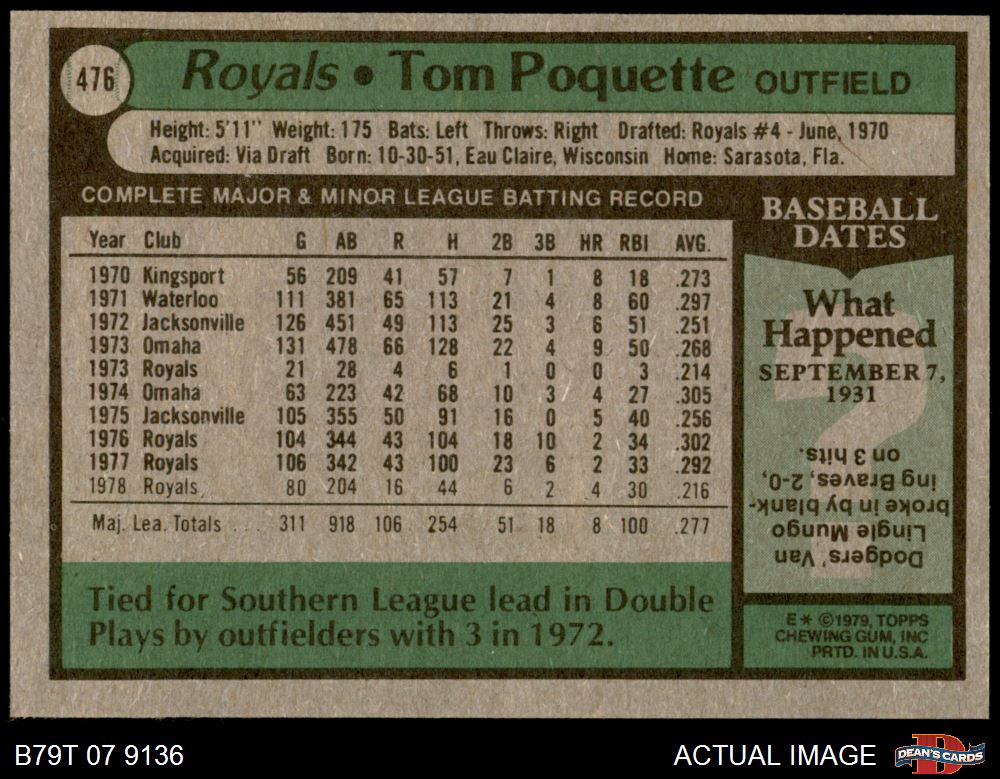 476
Royals • Tom Poquette OUTFIELD
Height: 5'11" Weight: 175 Bats: Left Throws: Right Drafted: Royals #4 - June, 1970
Acquired: Via Draft Born: 10-30-51, Eau Claire, Wisconsin Home: Sarasota, Fla.
COMPLETE MAJOR & MINOR LEAGUE BATTING RECORD
Year Club G AB R H 2B 3B HR RBI AVG.
1970 Kingsport 56 209 41 57 7 1 8 18 .273
1971 Waterloo 111 381 65 113 21 4 8 60 .297
1972 Jacksonville 126 451 49 113 25 3 6 51 .251
1973 Omaha 131 478 66 128 22 4 9 50 .268
1973 Royals 21 28 4 6 1 0 0 3 .214
1974 Omaha 63 223 42 68 10 3 4 27 .305
1975 Jacksonville 105 355 50 91 16 0 5 40 .256
1976 Royals 104 344 43 104 18 10 2 34 .302
1977 Royals 106 342 43 100 23 6 2 33 .292
1978 Royals 80 204 16 44 6 2 4 30 .216
Maj. Lea. Totals . . . 311 918 106 254 51 18 8 100 .277
Tied for Southern League lead in Double
Plays by outfielders with 3 in 1972.
BASEBALL
DATES
What
Happened
SEPTEMBER 7,
1931
?
Dodgers' Van
Lingle Mungo
broke in by blank-
ing Braves, 2-0,
on 3 hits.
E* ©1979, TOPPS
CHEWING GUM, INC
PRTD. IN U.S.A.
B79T 07 9136
ACTUAL IMAGE
DEAN'S CARDS